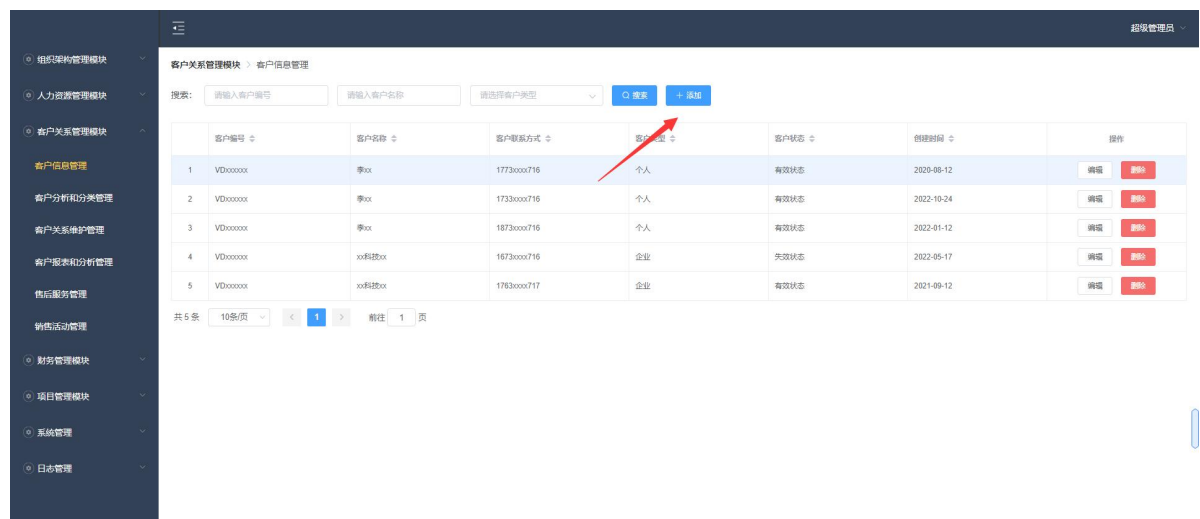 超级管理员
组织架构管理模块
人力资源管理模块
客户关系管理模块
客户信息管理
客户分析和分类管理
客户关系维护管理
客户报表和分析管理
售后服务管理
销售活动管理
财务管理模块
项目管理模块
系统管理
日志管理
客户关系管理模块 > 客户信息管理
搜索: 请输入客户编号 请输入客户名称 请选择客户类型 搜索 + 添加
客户编号 客户名称 客户联系方式 客户类型 客户状态 创建时间 操作
1 VDxxxxxx 李xx 1773xxxx716 个人 有效状态 2020-08-12 编辑 删除
2 VDxxxxxx 李xx 1733xxxx716 个人 有效状态 2022-10-24 编辑 删除
3 VDxxxxxx 李xx 1873xxxx716 个人 有效状态 2022-01-12 编辑 删除
4 VDxxxxxx xx科技xx 1673xxxx716 企业 失效状态 2022-05-17 编辑 删除
5 VDxxxxxx xx科技xx 1763xxxx717 企业 有效状态 2021-09-12 编辑 删除
共 5 条 10条/页 < 1 > 前往 1 页